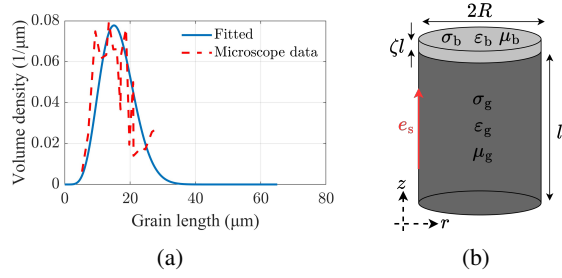 Volume density (1/μm)
0.08
0.06
0.04
0.02
0
0 20 40 60 80
Grain length (μm)
Fitted
Microscope data
(a)
2R
ζl
σb εb μb
l
σg
εg
μg
es
z
r
(b)